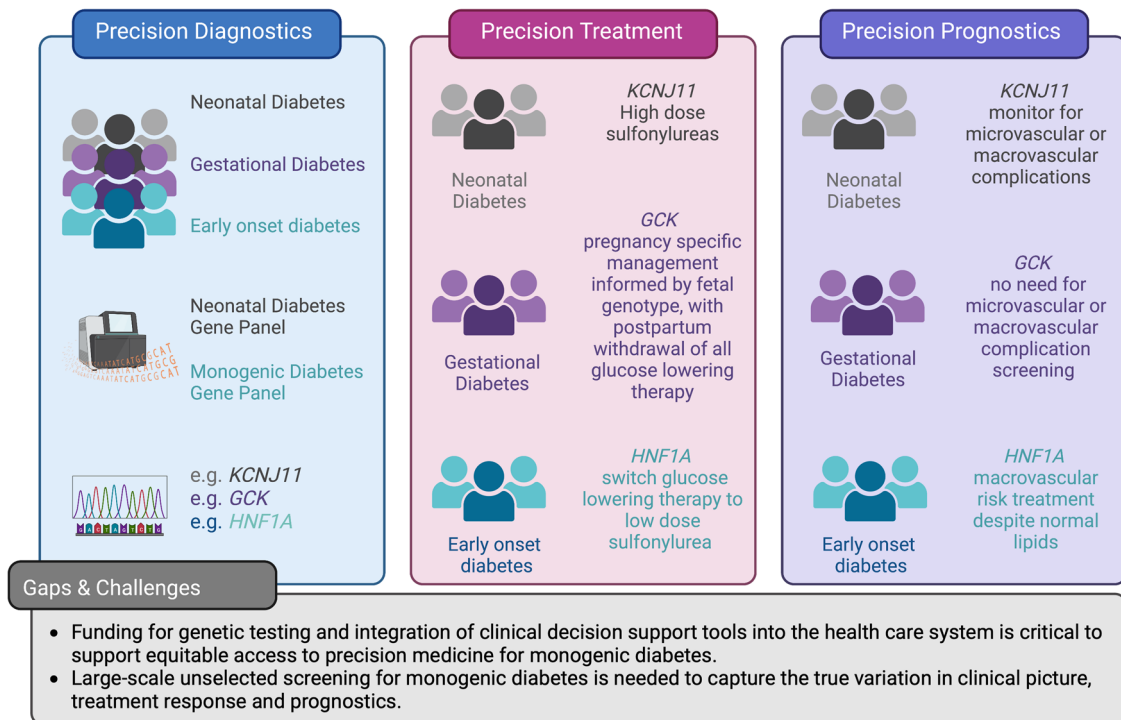 Precision Diagnostics
Neonatal Diabetes
Gestational Diabetes
Early onset diabetes
Neonatal Diabetes
Gene Panel
Monogenic Diabetes
Gene Panel
e.g. KCNJ11
e.g. GCK
e.g. HNF1A
Precision Treatment
Neonatal
Diabetes
KCNJ11
High dose
sulfonylureas
Gestational
Diabetes
GCK
pregnancy specific
management
informed by fetal
genotype, with
postpartum
withdrawal of all
glucose lowering
therapy
Early onset
diabetes
HNF1A
switch glucose
lowering therapy to
low dose
sulfonylurea
Precision Prognostics
Neonatal
Diabetes
KCNJ11
monitor for
microvascular or
macrovascular
complications
Gestational
Diabetes
GCK
no need for
microvascular or
macrovascular
complication
screening
Early onset
diabetes
HNF1A
macrovascular
risk treatment
despite normal
lipids
Gaps & Challenges
• Funding for genetic testing and integration of clinical decision support tools into the health care system is critical to
support equitable access to precision medicine for monogenic diabetes.
• Large-scale unselected screening for monogenic diabetes is needed to capture the true variation in clinical picture,
treatment response and prognostics.